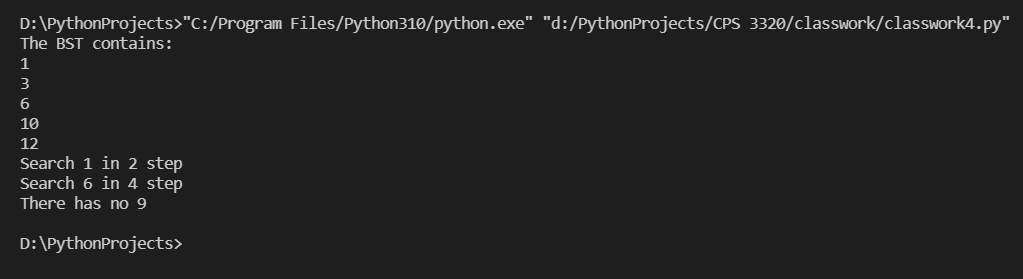 D:\PythonProjects>"C:/Program Files/Python310/python.exe" "d:/PythonProjects/CPS 3320/classwork/classwork4.py"
The BST contains:
1
3
6
10
12
Search 1 in 2 step
Search 6 in 4 step
There has no 9
D:\PythonProjects>